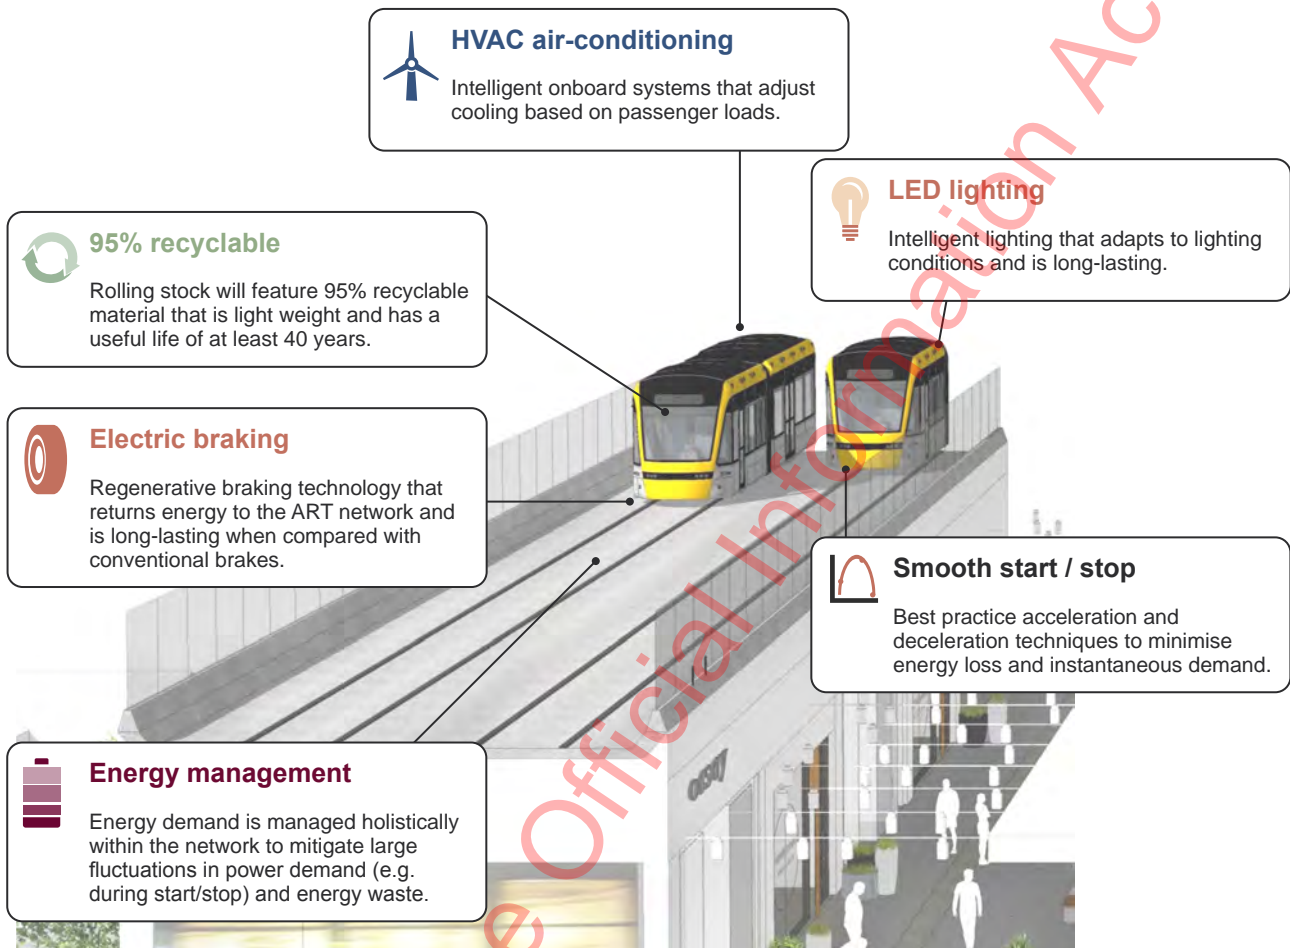 HVAC air-conditioning
Intelligent onboard systems that adjust
cooling based on passenger loads.
LED lighting
Intelligent lighting that adapts to lighting
conditions and is long-lasting.
95% recyclable
Rolling stock will feature 95% recyclable
material that is light weight and has a
useful life of at least 40 years.
Electric braking
Regenerative braking technology that
returns energy to the ART network and
is long-lasting when compared with
conventional brakes.
Smooth start / stop
Best practice acceleration and
deceleration techniques to minimise
energy loss and instantaneous demand.
Energy management
Energy demand is managed holistically
within the network to mitigate large
fluctuations in power demand (e.g.
during start/stop) and energy waste.
e Official Information Ac